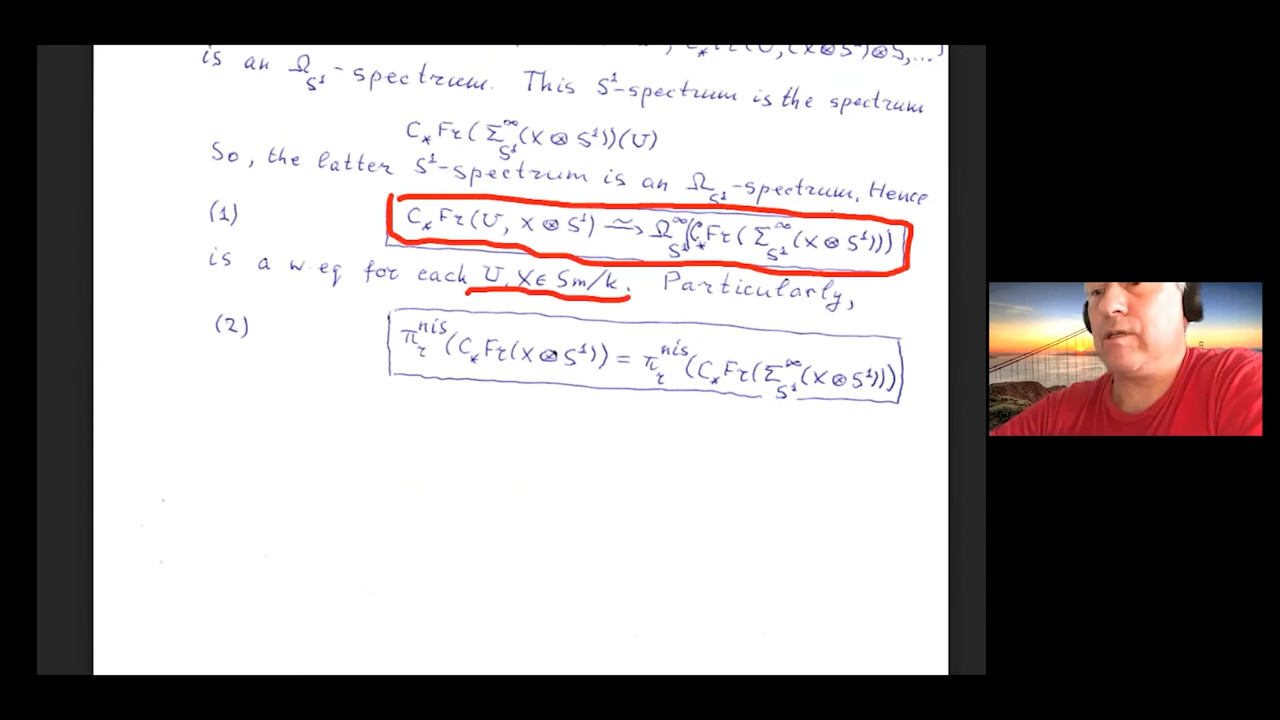 is an Ω_{S¹}-spectrum. This S¹-spectrum is the spectrum
C_*Fr(Σ^∞_{S¹}(X⊗S¹))(U)
So, the latter S¹-spectrum is an Ω_{S¹}-spectrum. Hence
(1) C_*Fr(U, X⊗S¹) ≃→ Ω^∞_{S¹}(C_*Fr(Σ^∞_{S¹}(X⊗S¹)))
is a w.eq for each U, X∈Sm/k. Particularly,
(2) π_r^{nis}(C_*Fr(X⊗S¹)) = π_r^{nis}(C_*Fr(Σ^∞_{S¹}(X⊗S¹)))